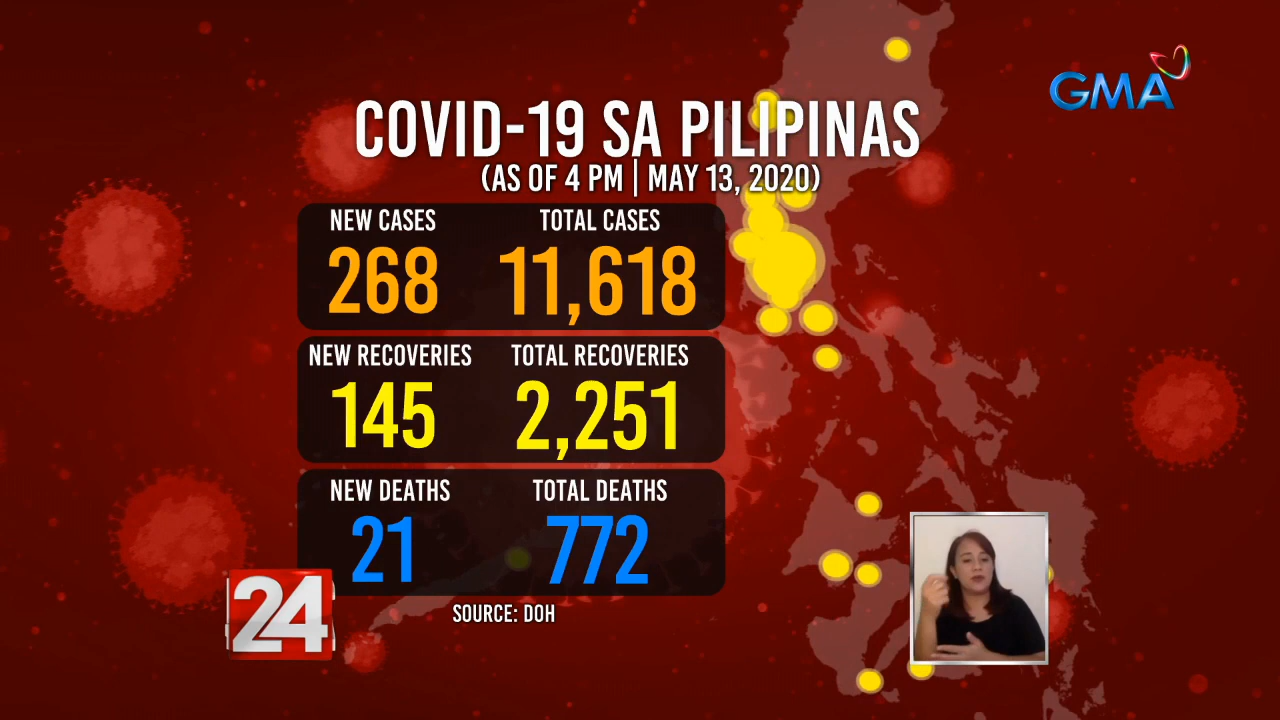 GMA
COVID-19 SA PILIPINAS
(AS OF 4 PM | MAY 13, 2020)
NEW CASES TOTAL CASES
268 11,618
NEW RECOVERIES TOTAL RECOVERIES
145 2,251
NEW DEATHS TOTAL DEATHS
21 772
SOURCE: DOH
24